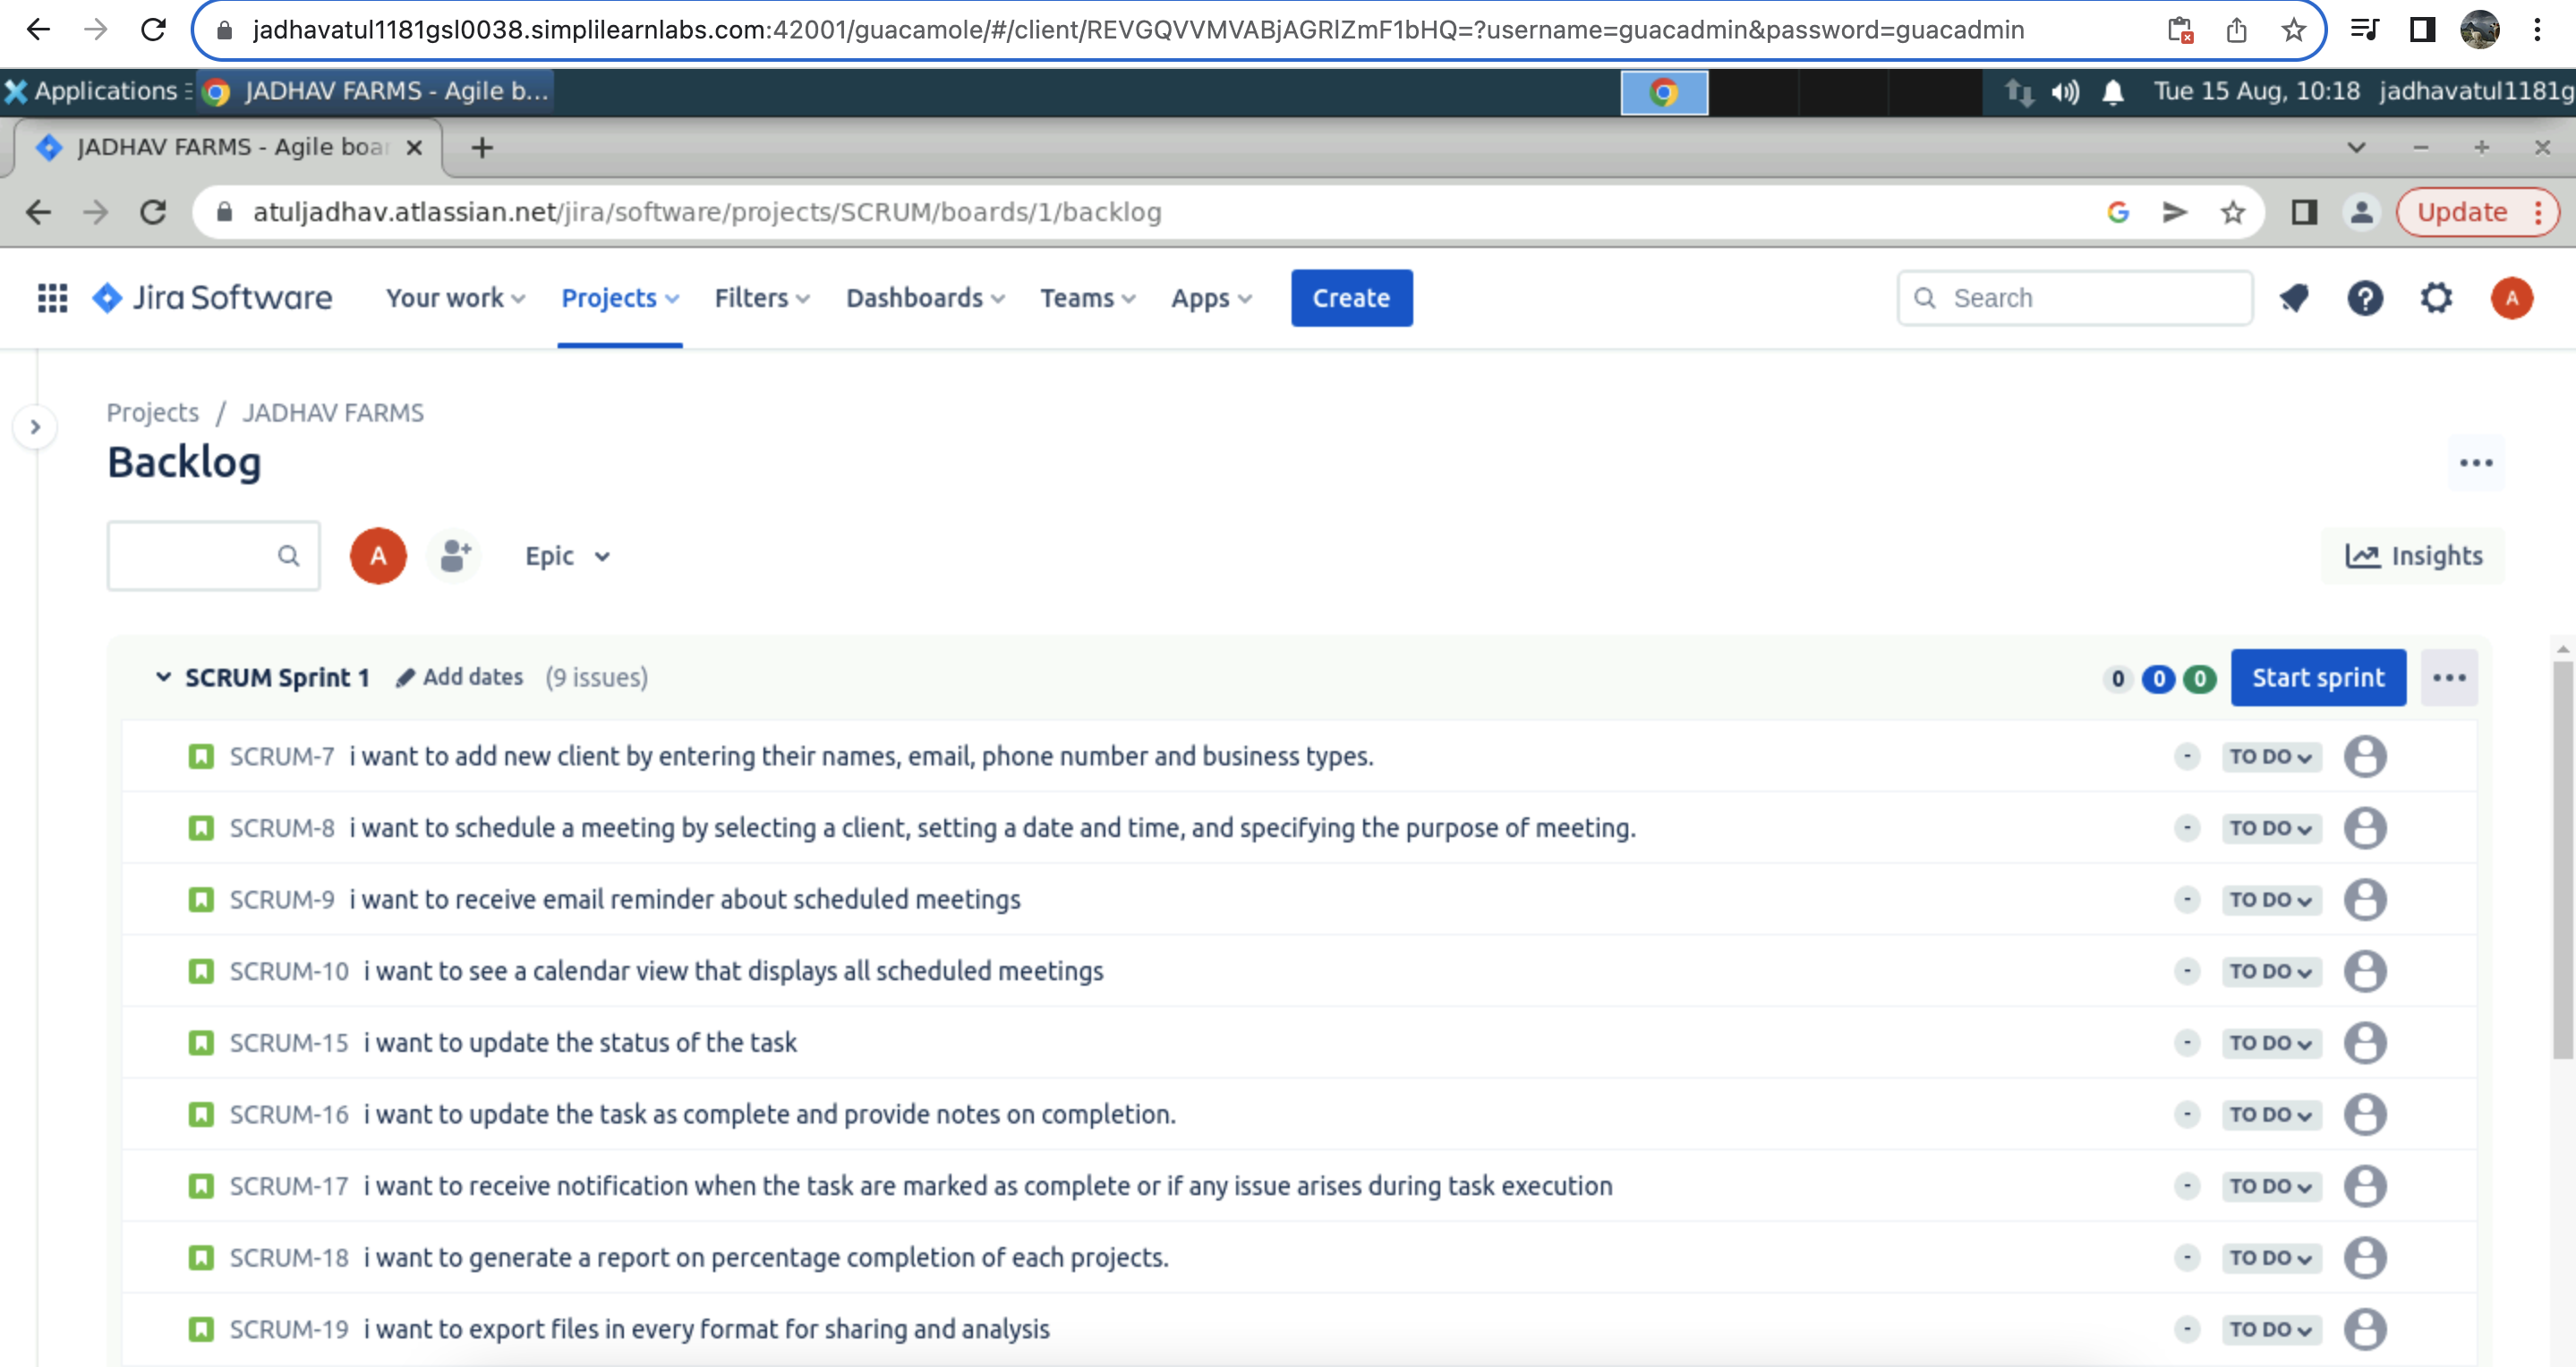 jadhavatul1181gsl0038.simplilearnlabs.com:42001/guacamole/#/client/REVGQVVMVABjAGRlZmF1bHQ=?username=guacadmin&password=guacadmin
Applications JADHAV FARMS - Agile b... Tue 15 Aug, 10:18 jadhavatul1181g
JADHAV FARMS - Agile boa
atuljadhav.atlassian.net/jira/software/projects/SCRUM/boards/1/backlog Update
Jira Software Your work Projects Filters Dashboards Teams Apps Create Search A
Projects / JADHAV FARMS
Backlog
A Epic Insights
SCRUM Sprint 1 Add dates (9 issues) 0 0 0 Start sprint
SCRUM-7 i want to add new client by entering their names, email, phone number and business types. - TO DO
SCRUM-8 i want to schedule a meeting by selecting a client, setting a date and time, and specifying the purpose of meeting. - TO DO
SCRUM-9 i want to receive email reminder about scheduled meetings - TO DO
SCRUM-10 i want to see a calendar view that displays all scheduled meetings - TO DO
SCRUM-15 i want to update the status of the task - TO DO
SCRUM-16 i want to update the task as complete and provide notes on completion. - TO DO
SCRUM-17 i want to receive notification when the task are marked as complete or if any issue arises during task execution - TO DO
SCRUM-18 i want to generate a report on percentage completion of each projects. - TO DO
SCRUM-19 i want to export files in every format for sharing and analysis - TO DO